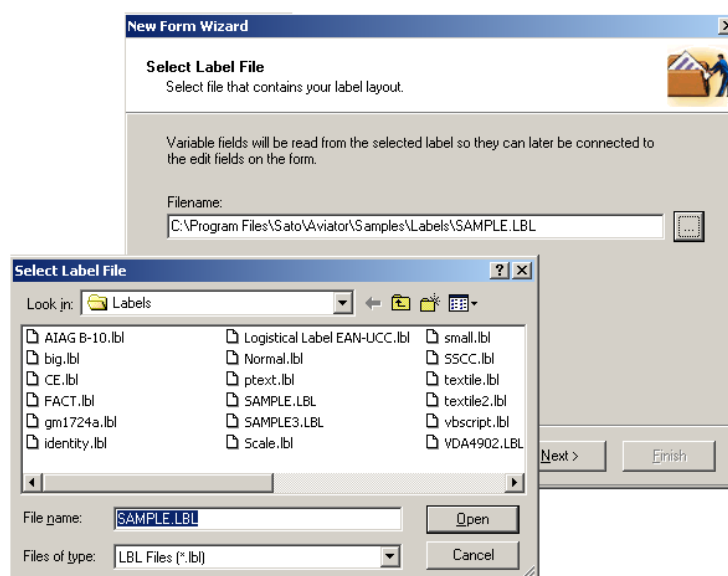 New Form Wizard
Select Label File
Select file that contains your label layout.
Variable fields will be read from the selected label so they can later be connected to
the edit fields on the form.
Filename:
C:\Program Files\Sato\Aviator\Samples\Labels\SAMPLE.LBL
...
Next >
Finish
Select Label File
Look in: Labels
AIAG B-10.lbl
big.lbl
CE.lbl
FACT.lbl
gm1724a.lbl
identity.lbl
Logistical Label EAN-UCC.lbl
Normal.lbl
ptext.lbl
SAMPLE.LBL
SAMPLE3.LBL
Scale.lbl
small.lbl
SSCC.lbl
textile.lbl
textile2.lbl
vbscript.lbl
VDA4902.LBL
File name: SAMPLE.LBL
Open
Files of type: LBL Files (*.lbl)
Cancel